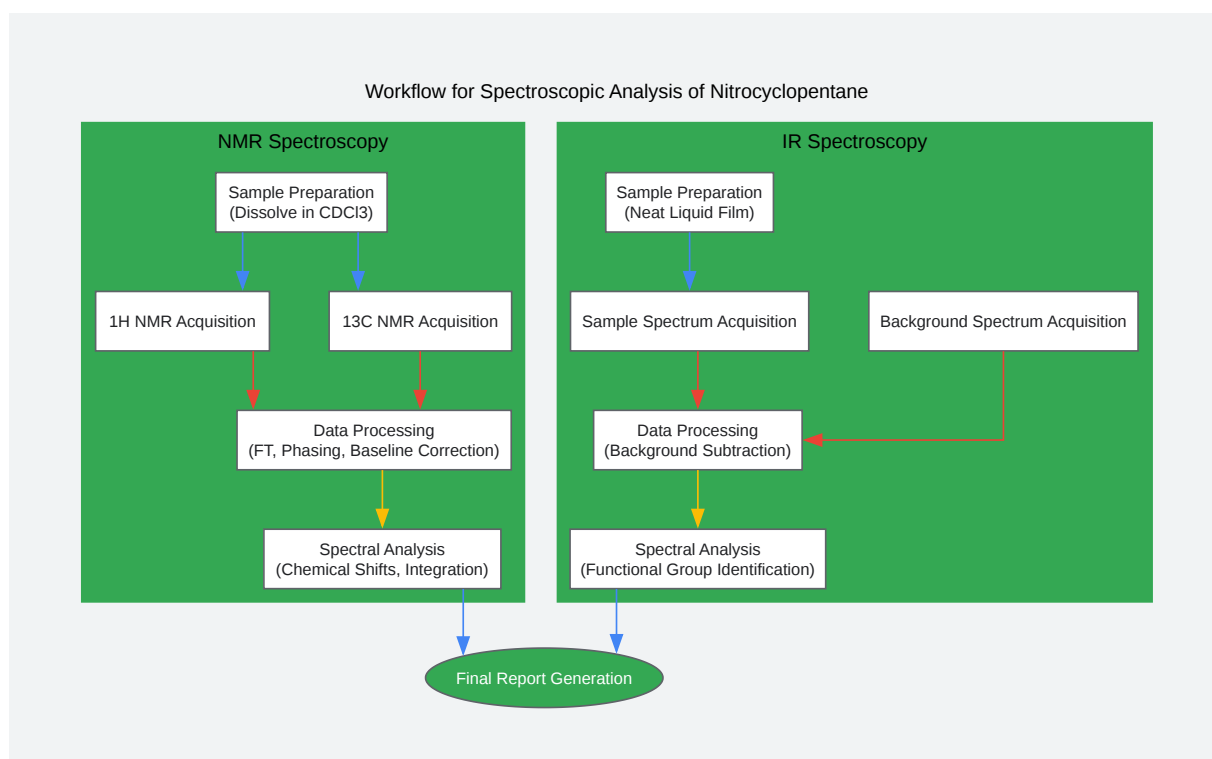 Workflow for Spectroscopic Analysis of Nitrocyclopentane
NMR Spectroscopy
Sample Preparation
(Dissolve in CDCl3)
1H NMR Acquisition
13C NMR Acquisition
Data Processing
(FT, Phasing, Baseline Correction)
Spectral Analysis
(Chemical Shifts, Integration)
IR Spectroscopy
Sample Preparation
(Neat Liquid Film)
Sample Spectrum Acquisition
Background Spectrum Acquisition
Data Processing
(Background Subtraction)
Spectral Analysis
(Functional Group Identification)
Final Report Generation